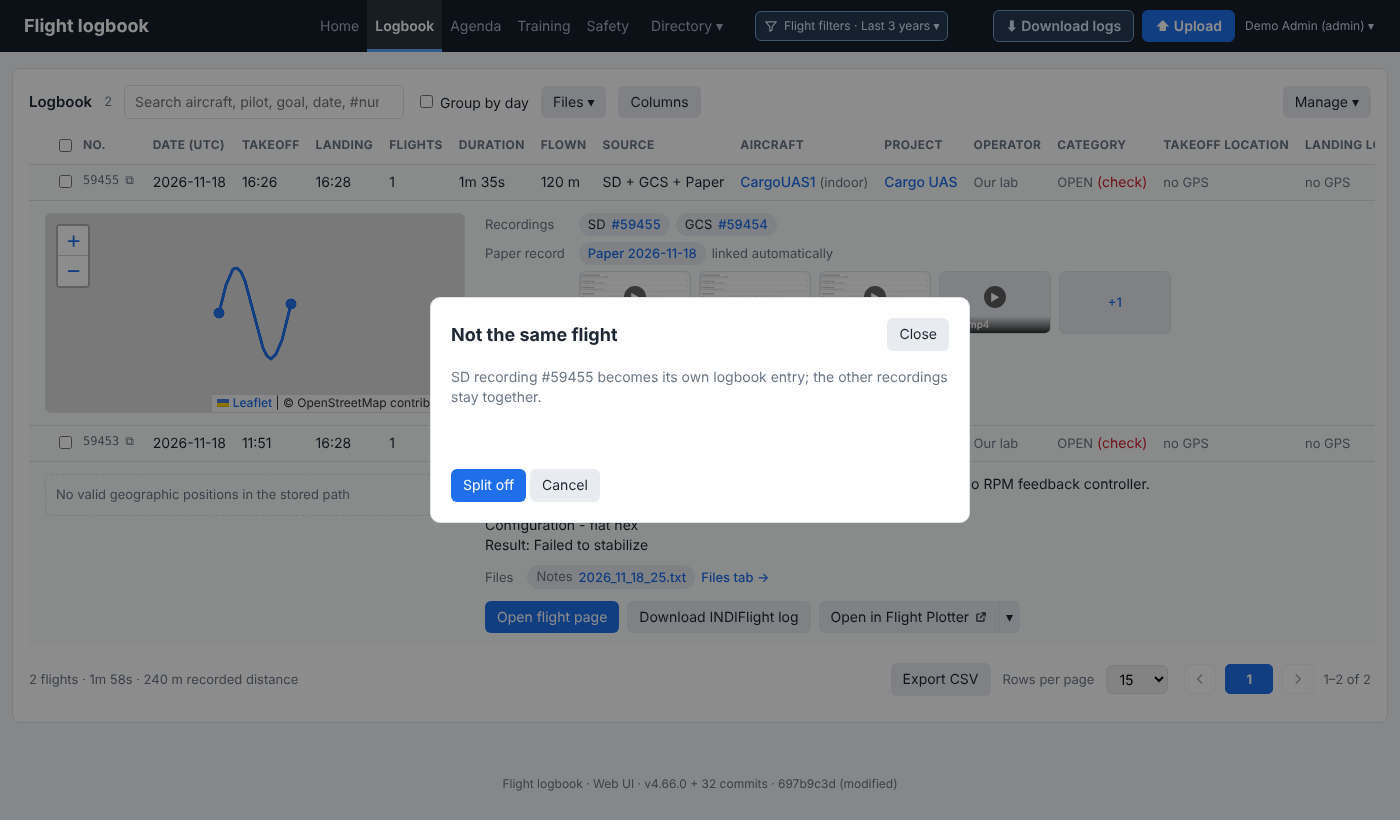 Flight logbook Home Logbook Agenda Training Safety Directory ▾ Flight filters · Last 3 years ▾ Download logs Upload Demo Admin (admin) ▾
Logbook 2 Search aircraft, pilot, goal, date, #nur Group by day Files ▾ Columns Manage ▾
NO. DATE (UTC) TAKEOFF LANDING FLIGHTS DURATION FLOWN SOURCE AIRCRAFT PROJECT OPERATOR CATEGORY TAKEOFF LOCATION LANDING LO
59455 2026-11-18 16:26 16:28 1 1m 35s 120 m SD + GCS + Paper CargoUAS1 (indoor) Cargo UAS Our lab OPEN (check) no GPS no GPS
+
−
Recordings SD #59455 GCS #59454
Paper record Paper 2026-11-18 linked automatically
mp4 +1
Leaflet | © OpenStreetMap contrib
Not the same flight Close
SD recording #59455 becomes its own logbook entry; the other recordings
stay together.
Split off Cancel
59453 2026-11-18 11:51 16:28 1 Our lab OPEN (check) no GPS no GPS
No valid geographic positions in the stored path
o RPM feedback controller.
Configuration - flat hex
Result: Failed to stabilize
Files Notes 2026_11_18_25.txt Files tab →
Open flight page Download INDIFlight log Open in Flight Plotter ▾
2 flights · 1m 58s · 240 m recorded distance Export CSV Rows per page 15 1 1–2 of 2
Flight logbook · Web UI · v4.66.0 + 32 commits · 697b9c3d (modified)